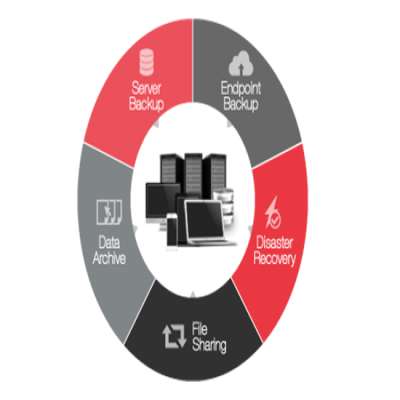 Server
Backup
Endpoint
Backup
Disaster
Recovery
File
Sharing
Data
Archive